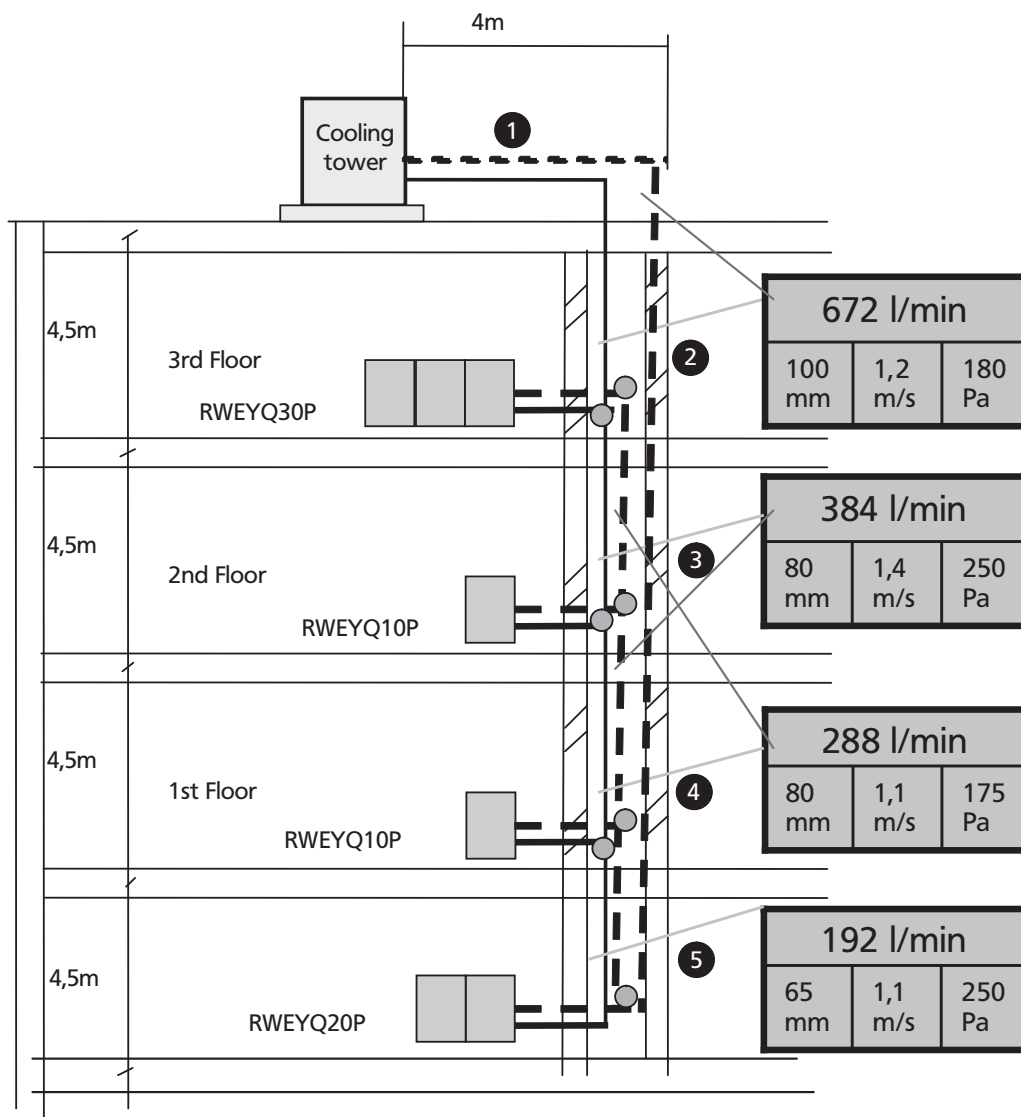 4m
Cooling
tower
1
4,5m
3rd Floor
RWEYQ30P
2
672 l/min
100
mm
1,2
m/s
180
Pa
4,5m
2nd Floor
RWEYQ10P
3
384 l/min
80
mm
1,4
m/s
250
Pa
4,5m
1st Floor
RWEYQ10P
4
288 l/min
80
mm
1,1
m/s
175
Pa
4,5m
RWEYQ20P
5
192 l/min
65
mm
1,1
m/s
250
Pa